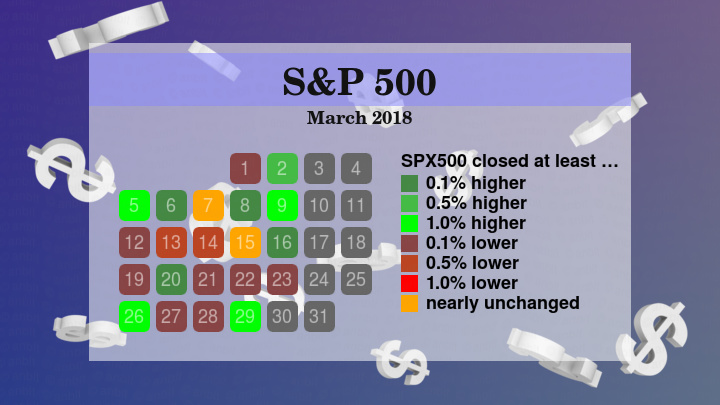 S&P 500
March 2018
1 2 3 4
5 6 7 8 9 10 11
12 13 14 15 16 17 18
19 20 21 22 23 24 25
26 27 28 29 30 31
SPX500 closed at least ...
0.1% higher
0.5% higher
1.0% higher
0.1% lower
0.5% lower
1.0% lower
nearly unchanged